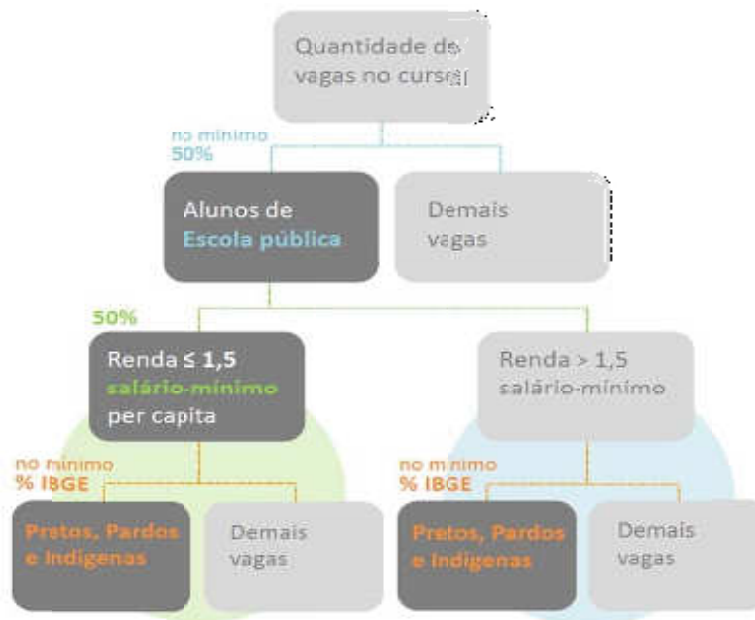 Quantidade de
vagas no curso
no mínimo
50%
Alunos de
Escola pública
Demais
vagas
50%
Renda ≤ 1,5
salário-mínimo
per capita
Renda > 1,5
salário-mínimo
no mínimo
% IBGE
no mínimo
% IBGE
Pretos, Pardos
e Indígenas
Demais
vagas
Pretos, Pardos
e Indígenas
Demais
vagas